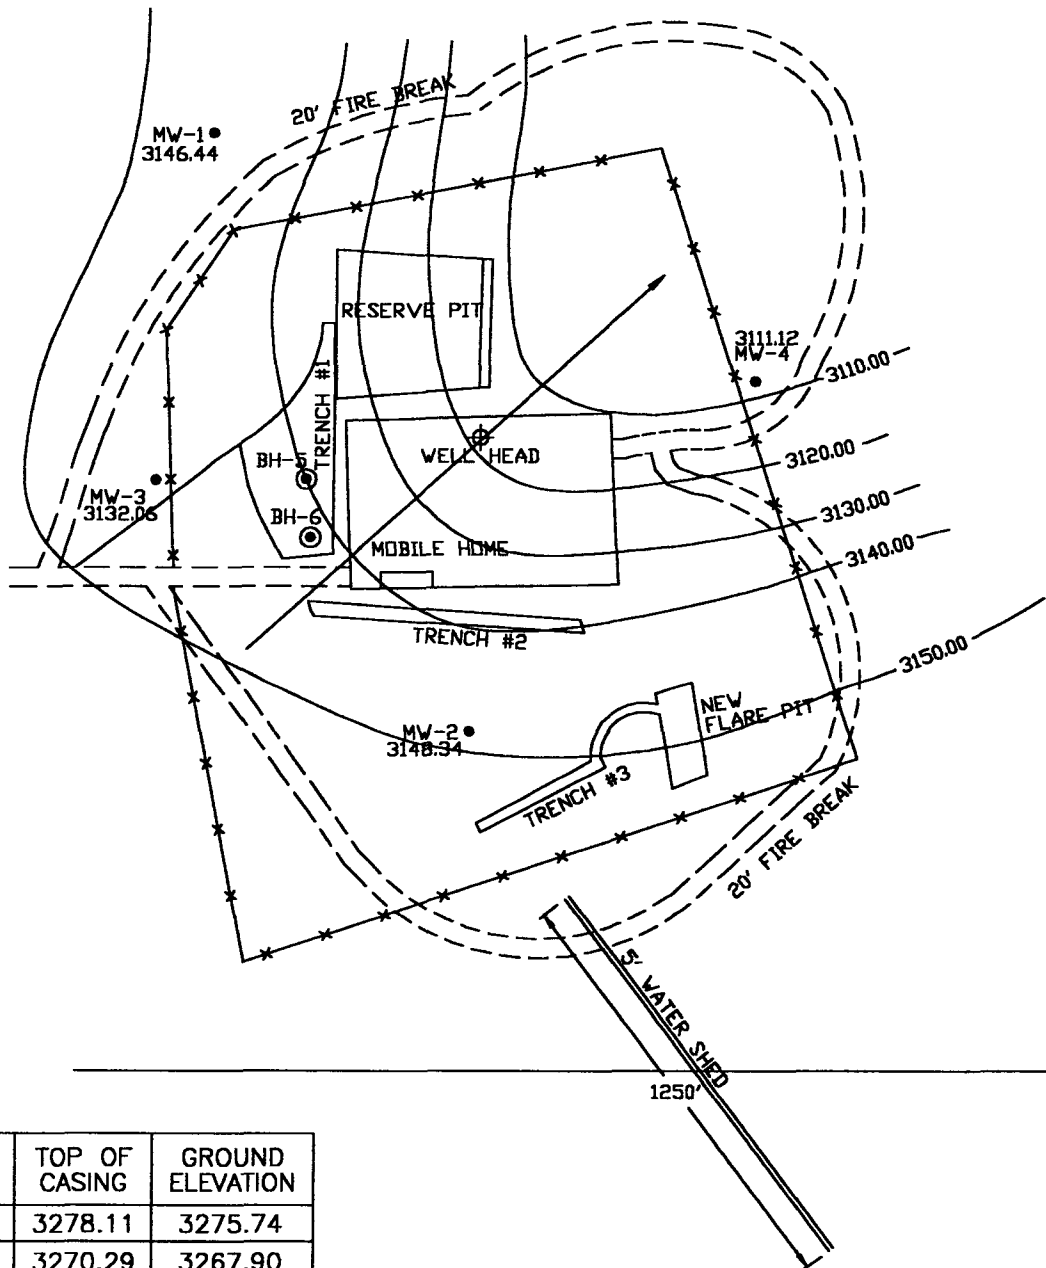 20' FIRE BREAK
MW-1
3146.44
RESERVE PIT
TRENCH #1
3111.12
MW-4
3110.00
WELL HEAD
3120.00
BH-5
MW-3
3132.06
3130.00
BH-6
MOBILE HOME
3140.00
TRENCH #2
3150.00
NEW
FLARE PIT
MW-2
3148.34
TRENCH #3
20' FIRE BREAK
5' WATER SHED
1250'
TOP OF CASING GROUND ELEVATION
3278.11 3275.74
3270.29 3267.90